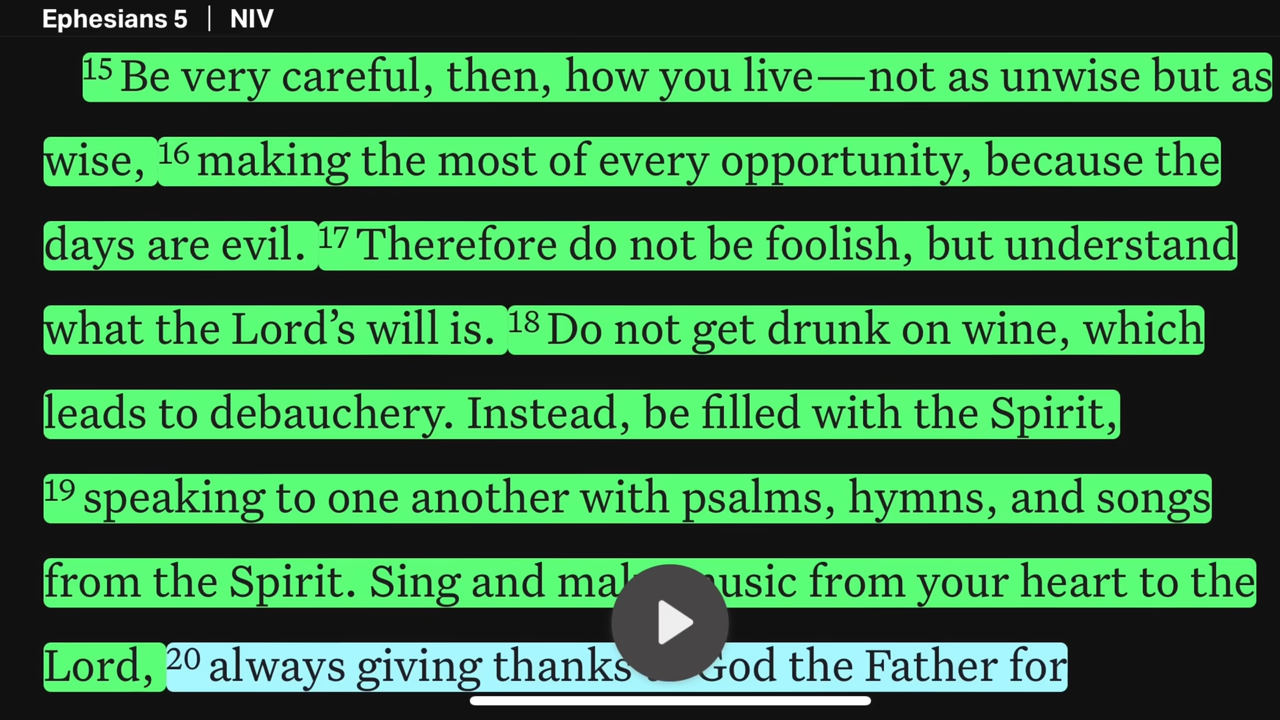 Ephesians 5 | NIV
15 Be very careful, then, how you live—not as unwise but as
wise, 16 making the most of every opportunity, because the
days are evil. 17 Therefore do not be foolish, but understand
what the Lord’s will is. 18 Do not get drunk on wine, which
leads to debauchery. Instead, be filled with the Spirit,
19 speaking to one another with psalms, hymns, and songs
from the Spirit. Sing and music from your heart to the
Lord, 20 always giving thanks God the Father for